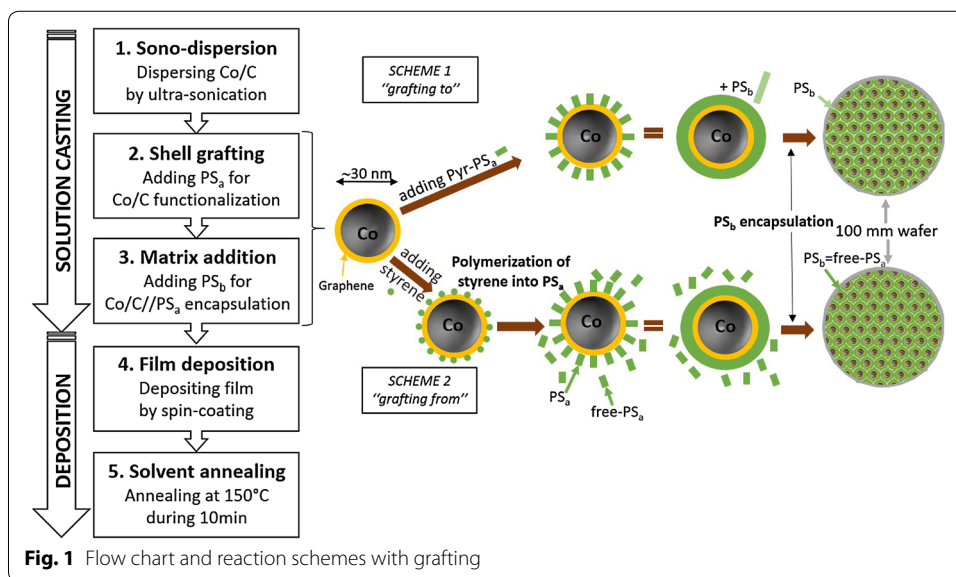 SOLUTION CASTING
DEPOSITION
1. Sono-dispersion
Dispersing Co/C
by ultra-sonication
2. Shell grafting
Adding PSa for
Co/C functionalization
3. Matrix addition
Adding PSb for
Co/C//PSa encapsulation
4. Film deposition
Depositing film
by spin-coating
5. Solvent annealing
Annealing at 150°C
during 10min
SCHEME 1
"grafting to"
~30 nm
Co
Graphene
adding Pyr-PSa
Co
+ PSb
Co
PSb
PSb encapsulation
100 mm wafer
adding
styrene
Co
Polymerization of
styrene into PSa
Co
PSa
free-PSa
Co
PSb=free-PSa
SCHEME 2
"grafting from"
Fig. 1 Flow chart and reaction schemes with grafting